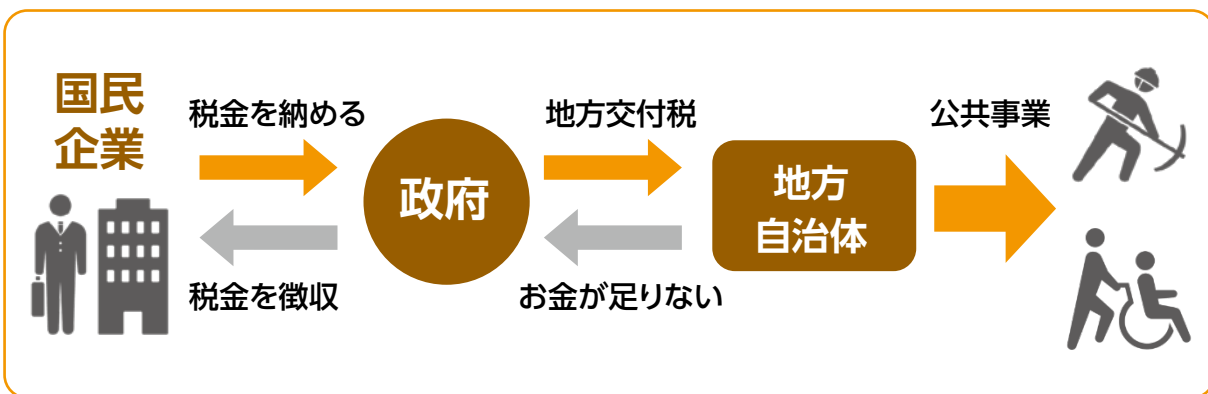 国民
企業
税金を納める
税金を徴収
政府
地方交付税
お金が足りない
地方
自治体
公共事業